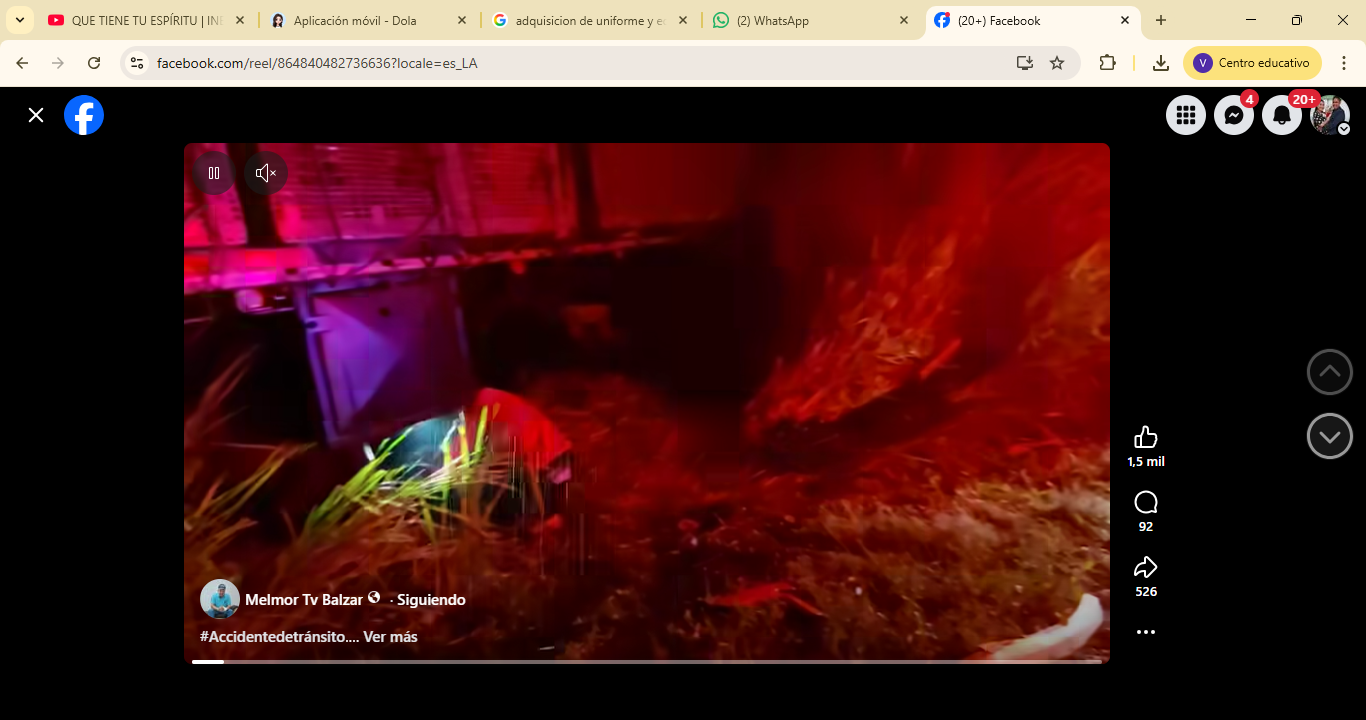 QUE TIENE TU ESPÍRITU | IN
Aplicación móvil - Dola
adquisicion de uniforme y e
(2) WhatsApp
(20+) Facebook
facebook.com/reel/864840482736636?locale=es_LA
V
Centro educativo
4
20+
1,5 mil
92
526
Melmor Tv Balzar · Siguiendo
#Accidentedetránsito.... Ver más